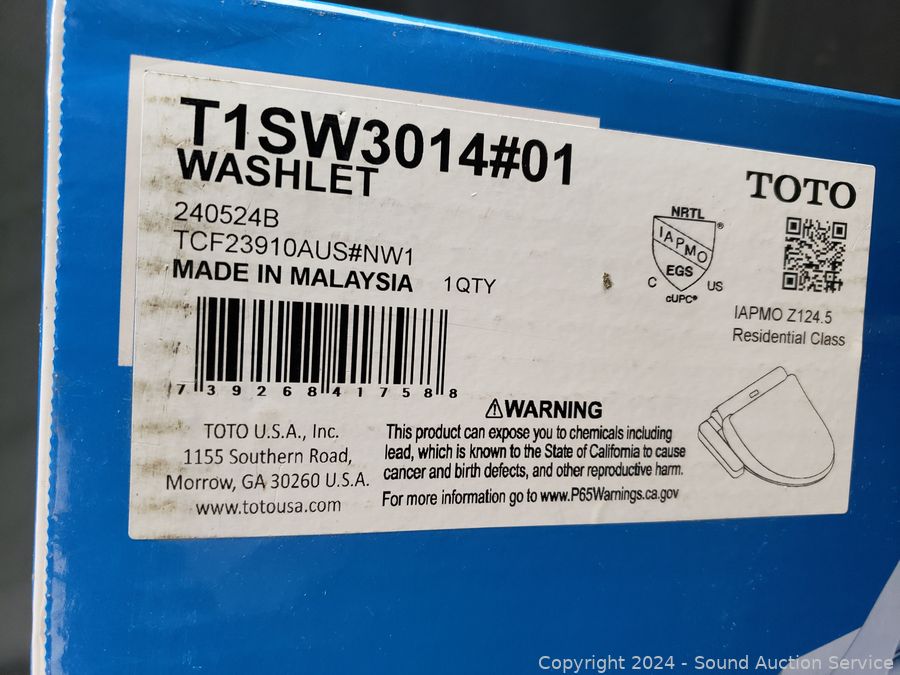 T1SW3014#01
WASHLET
240524B
TCF23910AUS#NW1
MADE IN MALAYSIA 1QTY
7 39268 41758 8
TOTO U.S.A., Inc.
1155 Southern Road,
Morrow, GA 30260 U.S.A.
www.totousa.com
TOTO
NRTL
®
IAPMO
EGS
C US
cUPC®
IAPMO Z124.5
Residential Class
⚠WARNING
This product can expose you to chemicals including
lead, which is known to the State of California to cause
cancer and birth defects, and other reproductive harm.
For more information go to www.P65Warnings.ca.gov
Copyright 2024 - Sound Auction Service